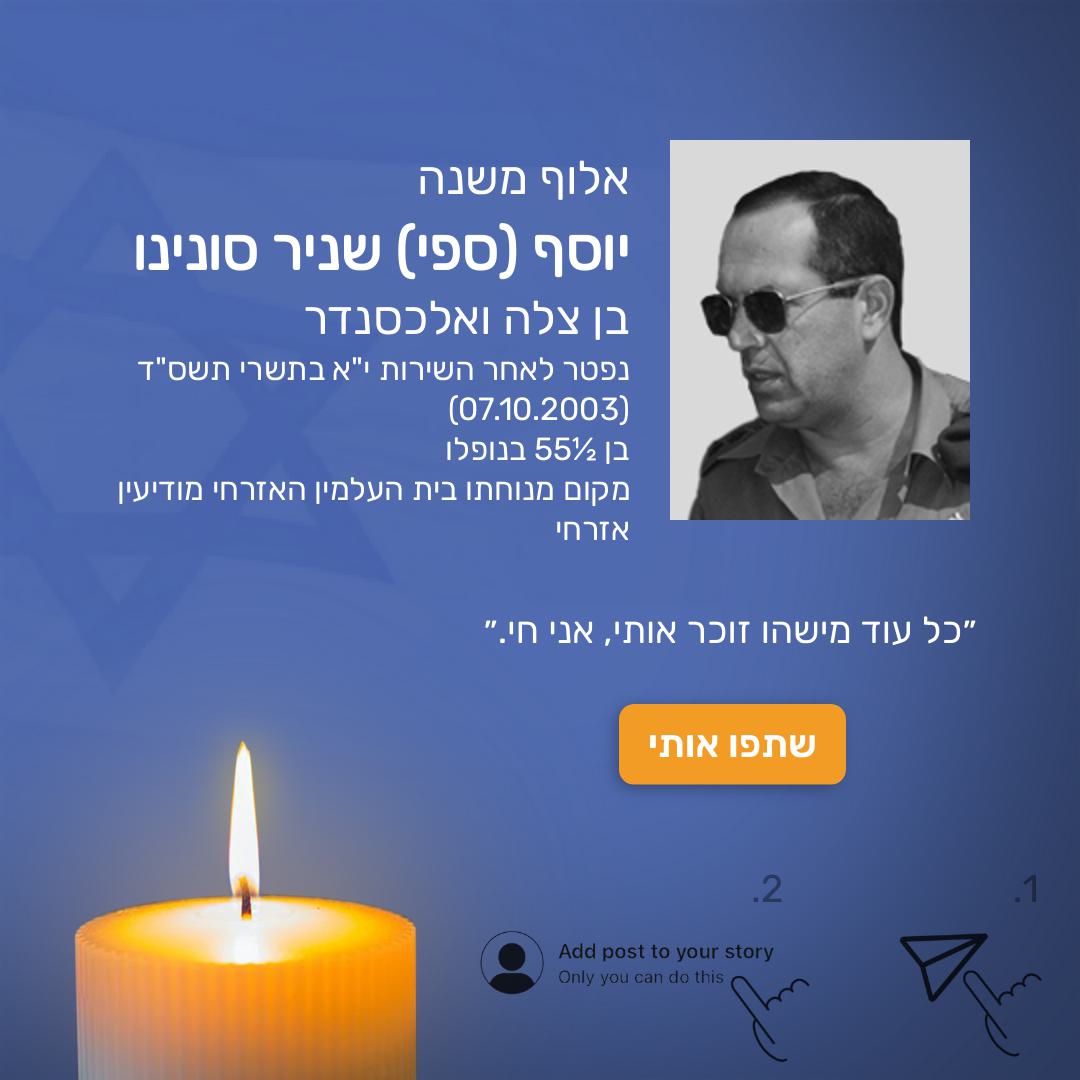 אלוף משנה
יוסף (ספי) שניר סונינו
בן צלה ואלכסנדר
נפטר לאחר השירות י"א בתשרי תשס"ד
(07.10.2003)
בן 55½ בנופלו
מקום מנוחתו בית העלמין האזרחי מודיעין
אזרחי
״כל עוד מישהו זוכר אותי, אני חי.״
שתפו אותי
1.
2.
Add post to your story
Only you can do this